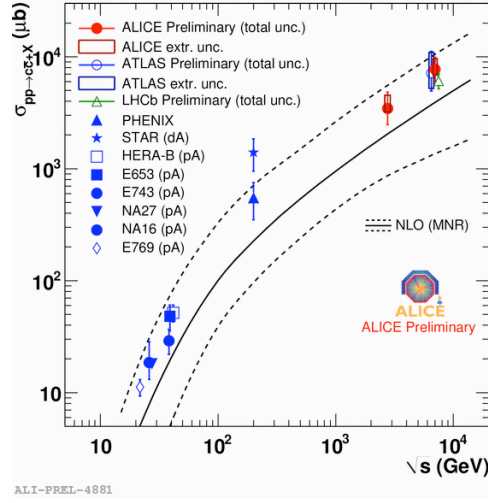 σpp→cc̄+X (μb)
10⁴
10³
10²
10
ALICE Preliminary (total unc.)
ALICE extr. unc.
ATLAS Preliminary (total unc.)
ATLAS extr. unc.
LHCb Preliminary (total unc.)
PHENIX
STAR (dA)
HERA-B (pA)
E653 (pA)
E743 (pA)
NA27 (pA)
NA16 (pA)
E769 (pA)
NLO (MNR)
ALICE
ALICE Preliminary
10
10²
10³
10⁴
√s (GeV)
ALI-PREL-4881